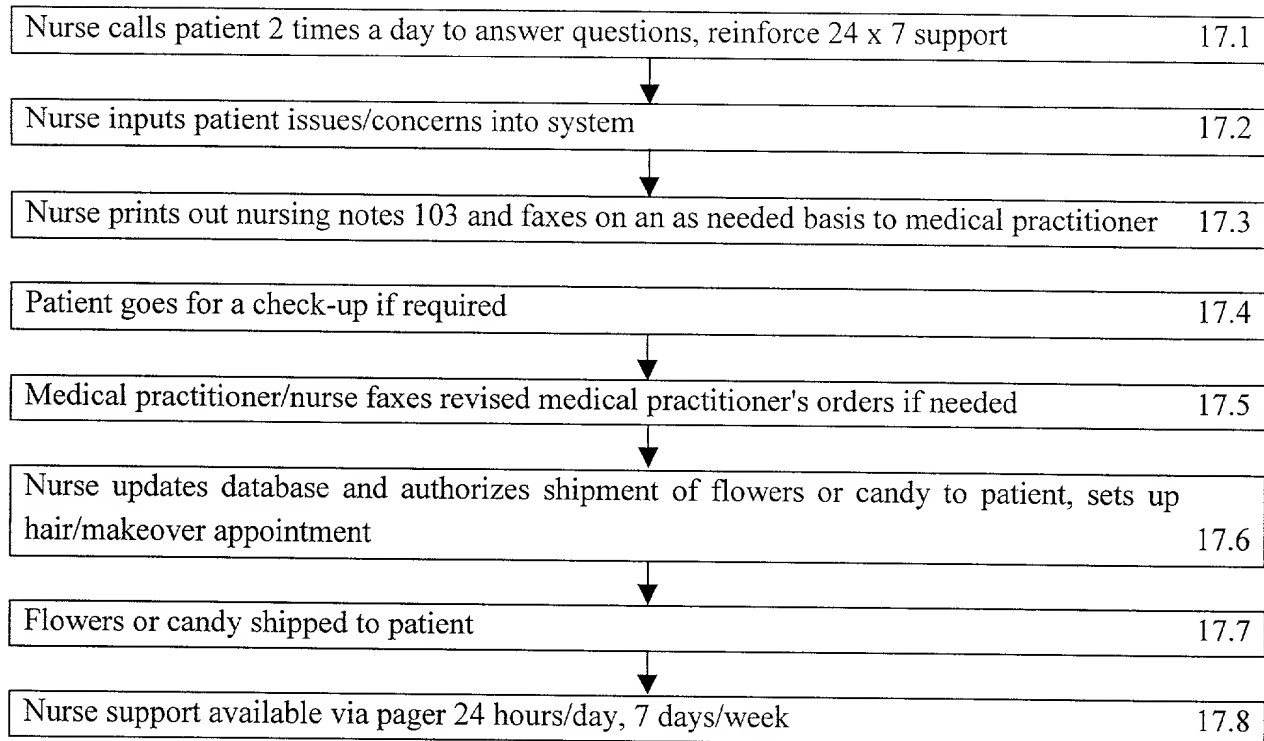 Nurse calls patient 2 times a day to answer questions, reinforce 24 x 7 support 17.1
Nurse inputs patient issues/concerns into system 17.2
Nurse prints out nursing notes 103 and faxes on an as needed basis to medical practitioner 17.3
Patient goes for a check-up if required 17.4
Medical practitioner/nurse faxes revised medical practitioner's orders if needed 17.5
Nurse updates database and authorizes shipment of flowers or candy to patient, sets up
hair/makeover appointment 17.6
Flowers or candy shipped to patient 17.7
Nurse support available via pager 24 hours/day, 7 days/week 17.8